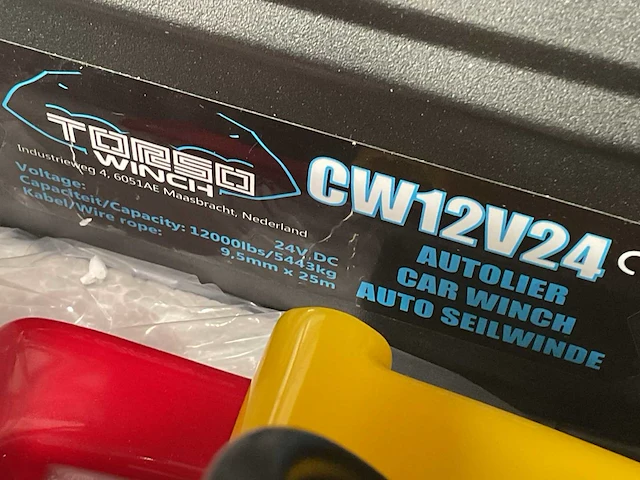 TORSO
WINCH
Industrieweg 4, 6051AE Maasbracht, Nederland
Voltage: 24V DC
Capaciteit/Capacity: 12000lbs/5443kg
Kabel/Wire rope: 9,5mm x 25m
CW12V24
AUTOLIER
CAR WINCH
AUTO SEILWINDE